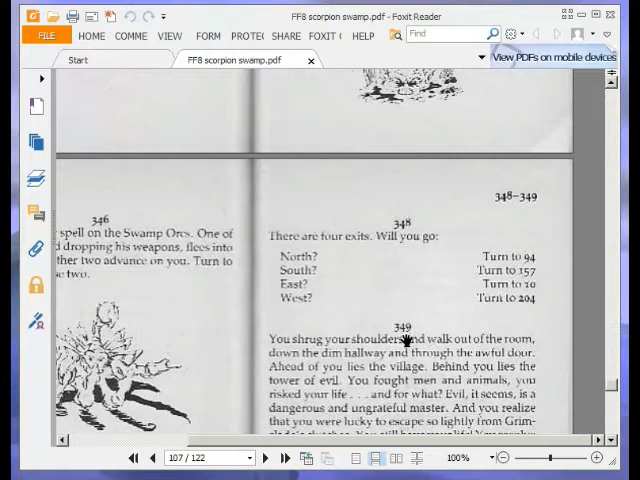 FF8 scorpion swamp.pdf - Foxit Reader
FILE HOME COMME VIEW FORM PROTEC SHARE FOXIT C HELP Find
Start FF8 scorpion swamp.pdf View PDFs on mobile devices
348-349
346
spell on the Swamp Orcs. One of
d dropping his weapons, flees into
ther two advance on you. Turn to
se two.
348
There are four exits. Will you go:
North? Turn to 94
South? Turn to 157
East? Turn to 10
West? Turn to 204
349
You shrug your shoulders and walk out of the room,
down the dim hallway and through the awful door.
Ahead of you lies the village. Behind you lies the
tower of evil. You fought men and animals, you
risked your life . . . and for what? Evil, it seems, is a
dangerous and ungrateful master. And you realize
that you were lucky to escape so lightly from Grim-
107 / 122 100%